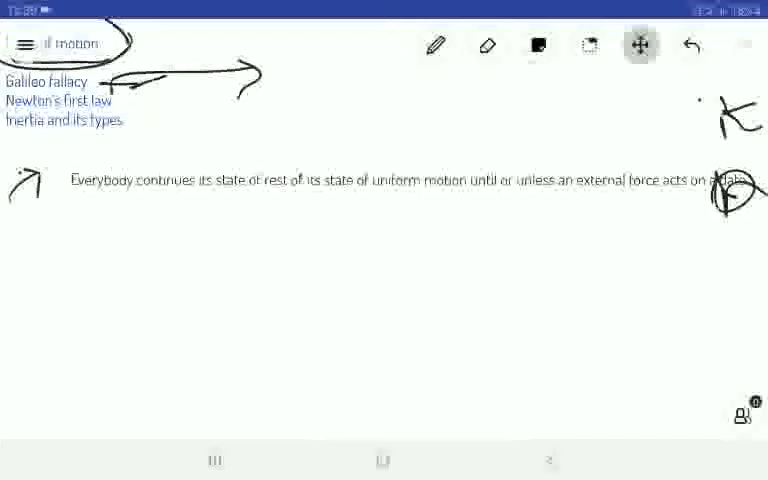 if motion
Galileo fallacy
Newton's first law
Inertia and its types
Everybody continues its state of rest of its state of uniform motion until or unless an external force acts on
K